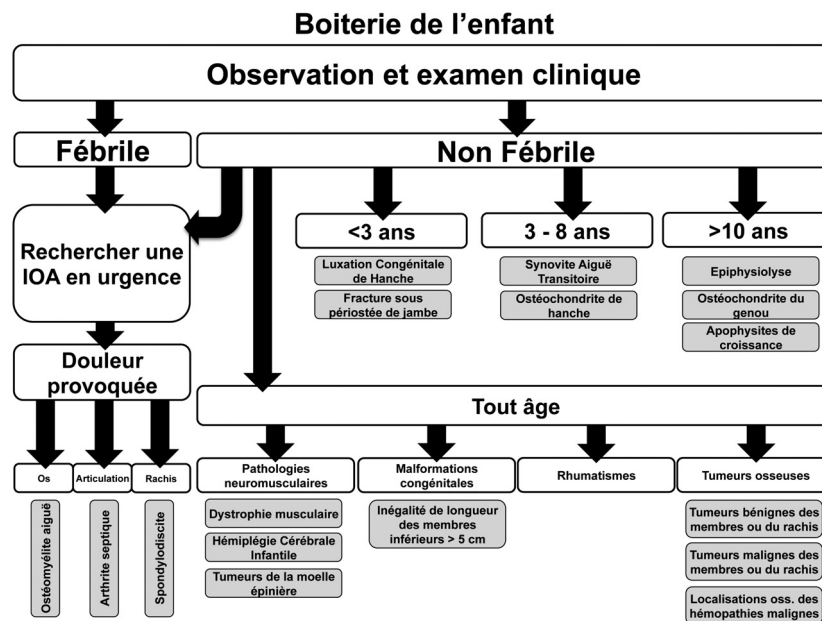 Boiterie de l'enfant
Observation et examen clinique
Fébrile
Non Fébrile
Rechercher une
IOA en urgence
<3 ans
3 - 8 ans
>10 ans
Luxation Congénitale
de Hanche
Fracture sous
périostée de jambe
Synovite Aiguë
Transitoire
Ostéochondrite de
hanche
Epiphysiolyse
Ostéochondrite du
genou
Apophysites de
croissance
Douleur
provoquée
Os
Articulation
Rachis
Ostéomyélite aiguë
Arthrite septique
Spondylodiscite
Tout âge
Pathologies
neuromusculaires
Dystrophie musculaire
Hémiplégie Cérébrale
Infantile
Tumeurs de la moelle
épinière
Malformations
congénitales
Inégalité de longueur
des membres
inférieurs > 5 cm
Rhumatismes
Tumeurs osseuses
Tumeurs bénignes des
membres ou du rachis
Tumeurs malignes des
membres ou du rachis
Localisations oss. des
hémopathies malignes